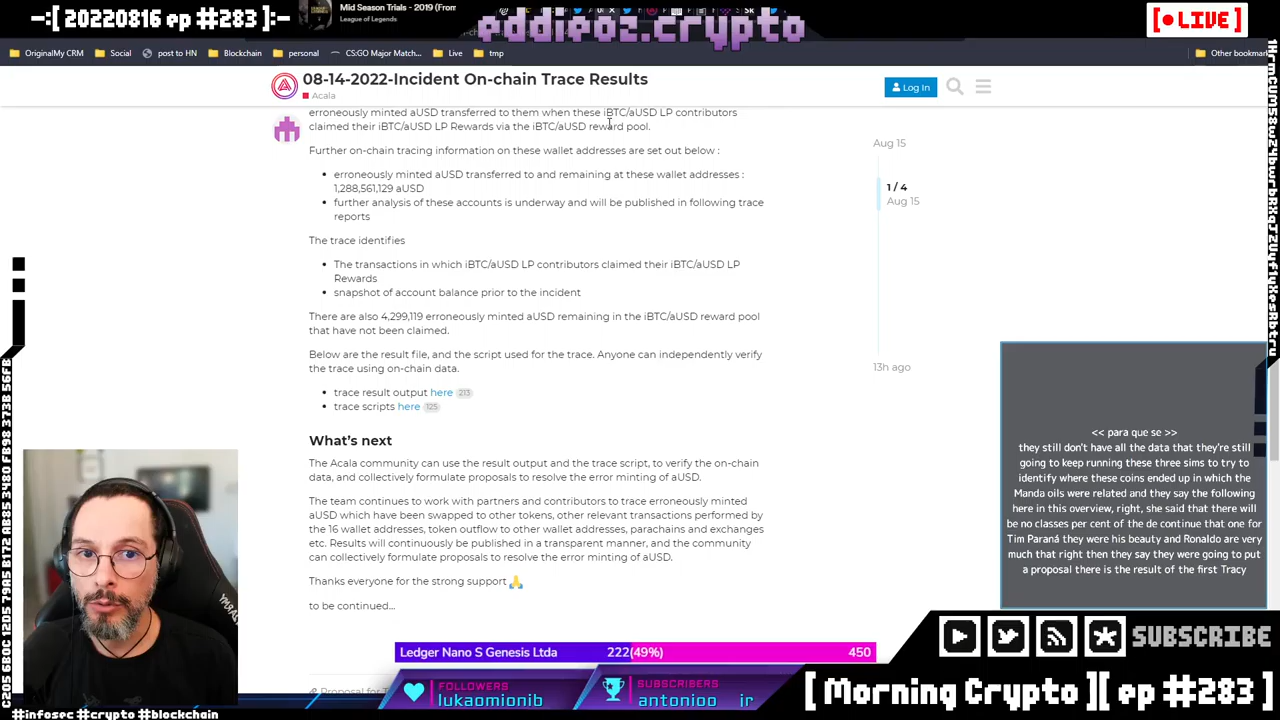 -:[ 20220816 ep #283 ]:-
Mid Season Trials - 2019 (From
League of Legends
eddieoz.crypto
[●LIVE]
OriginalMy CRM
Social
post to HN
Blockchain
personal
CS:GO Major Match...
Live
tmp
Other bookmar
08-14-2022-Incident On-chain Trace Results
Acala
Log In
erroneously minted aUSD transferred to them when these iBTC/aUSD LP contributors
claimed their iBTC/aUSD LP Rewards via the iBTC/aUSD reward pool.
Further on-chain tracing information on these wallet addresses are set out below :
erroneously minted aUSD transferred to and remaining at these wallet addresses :
1,288,561,129 aUSD
further analysis of these accounts is underway and will be published in following trace
reports
The trace identifies
The transactions in which iBTC/aUSD LP contributors claimed their iBTC/aUSD LP
Rewards
snapshot of account balance prior to the incident
There are also 4,299,119 erroneously minted aUSD remaining in the iBTC/aUSD reward pool
that have not been claimed.
Below are the result file, and the script used for the trace. Anyone can independently verify
the trace using on-chain data.
trace result output here 213
trace scripts here 125
What's next
The Acala community can use the result output and the trace script, to verify the on-chain
data, and collectively formulate proposals to resolve the error minting of aUSD.
The team continues to work with partners and contributors to trace erroneously minted
aUSD which have been swapped to other tokens, other relevant transactions performed by
the 16 wallet addresses, token outflow to other wallet addresses, parachains and exchanges
etc. Results will continuously be published in a transparent manner, and the community
can collectively formulate proposals to resolve the error minting of aUSD.
Thanks everyone for the strong support 🙏
to be continued...
Aug 15
1 / 4
Aug 15
13h ago
<< para que se >>
they still don't have all the data that they're still
going to keep running these three sims to try to
identify where these coins ended up in which the
Manda oils were related and they say the following
here in this overview, right, she said that there will
be no classes per cent of the de continue that one for
Tim Paraná they were his beauty and Ronaldo are very
much that right then they say they were going to put
a proposal there is the result of the first Tracy
SUBSCRIBE
Ledger Nano S Genesis Ltda
222(49%)
450
FOLLOWERS
lukaomionib
SUBSCRIBERS
antonioo__jr
[ Morning Crypto ][ ep #283 ]
#infosec #crypto #blockchain